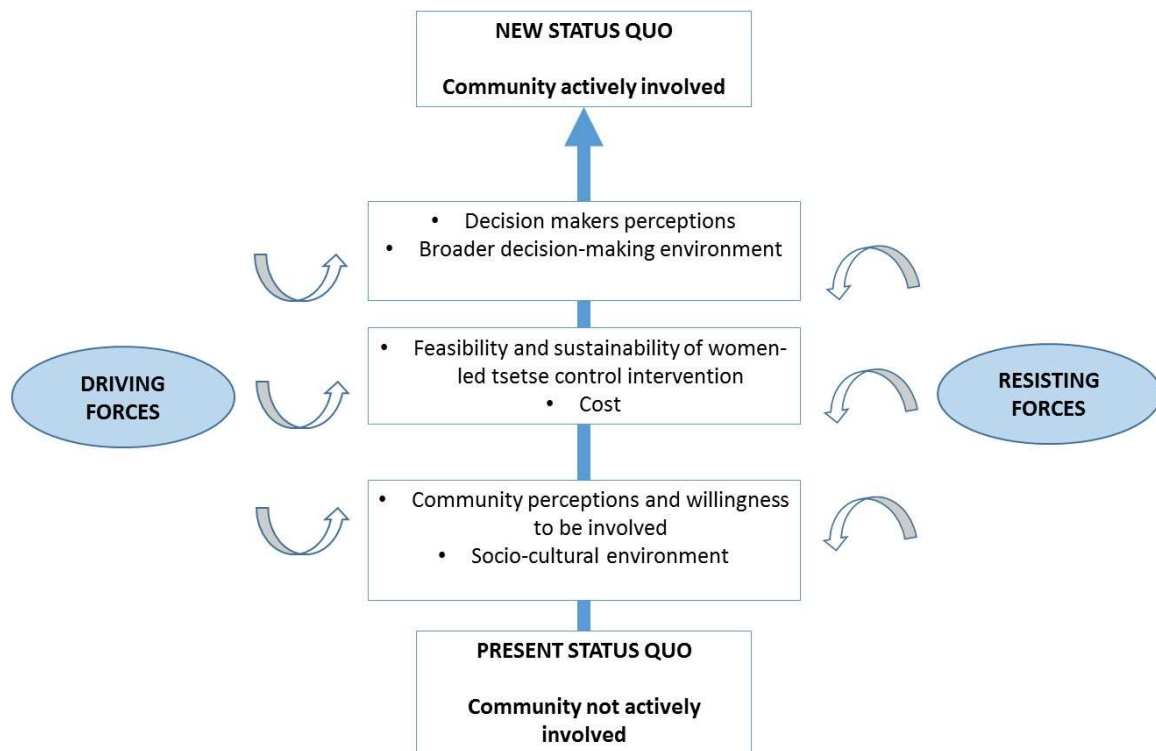 NEW STATUS QUO
Community actively involved
• Decision makers perceptions
• Broader decision-making environment
• Feasibility and sustainability of women-
led tsetse control intervention
• Cost
DRIVING
FORCES
RESISTING
FORCES
• Community perceptions and willingness
to be involved
• Socio-cultural environment
PRESENT STATUS QUO
Community not actively
involved